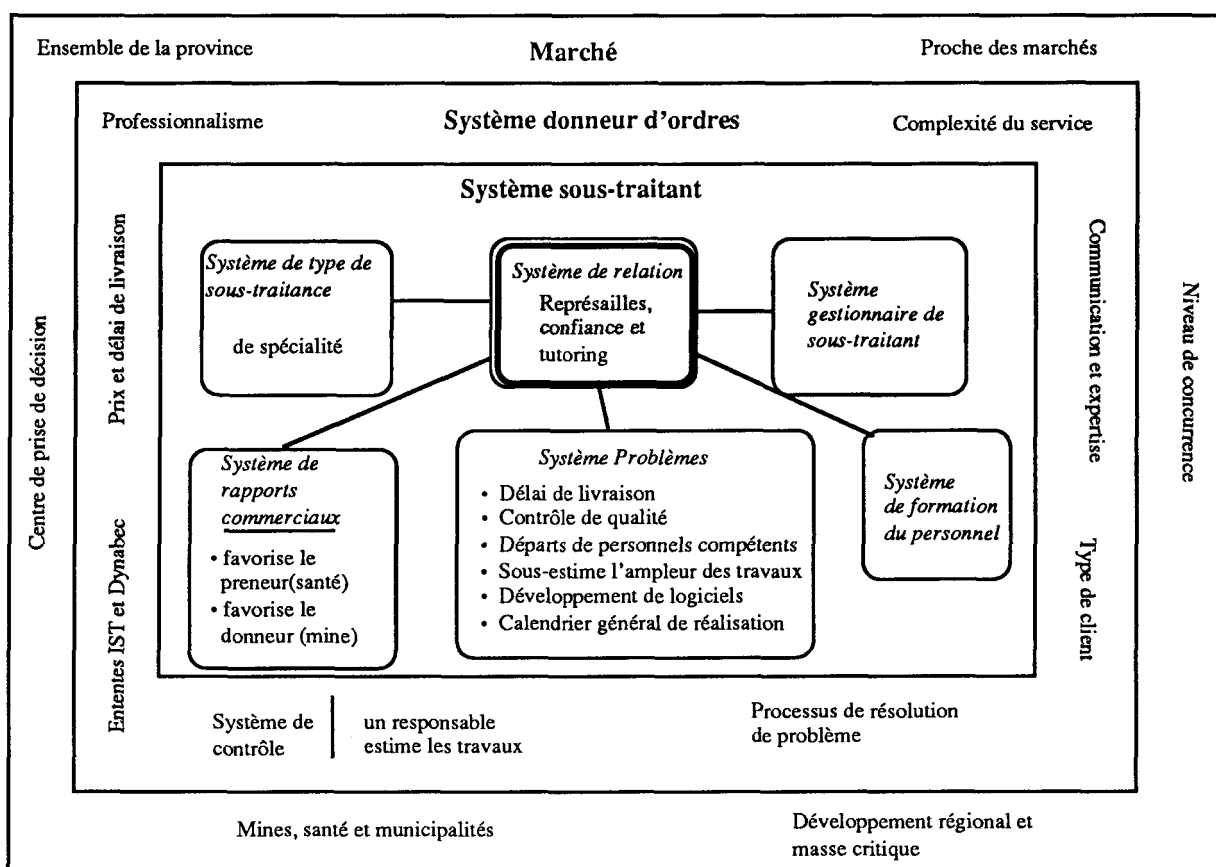 Ensemble de la province
Marché
Proche des marchés
Professionnalisme
Système donneur d'ordres
Complexité du service
Système sous-traitant
Centre de prise de décision
Prix et délai de livraison
Ententes IST et Dynabec
Système de type de
sous-traitance
de spécialité
Système de relation
Représailles,
confiance et
tutoring
Système
gestionnaire de
sous-traitant
Système de
rapports
commerciaux
• favorise le
preneur(santé)
• favorise le
donneur (mine)
Système Problèmes
• Délai de livraison
• Contrôle de qualité
• Départs de personnels compétents
• Sous-estime l'ampleur des travaux
• Développement de logiciels
• Calendrier général de réalisation
Système
de formation
du personnel
Communication et expertise
Type de client
Niveau de concurrence
Système de
contrôle
un responsable
estime les travaux
Processus de résolution
de problème
Mines, santé et municipalités
Développement régional et
masse critique